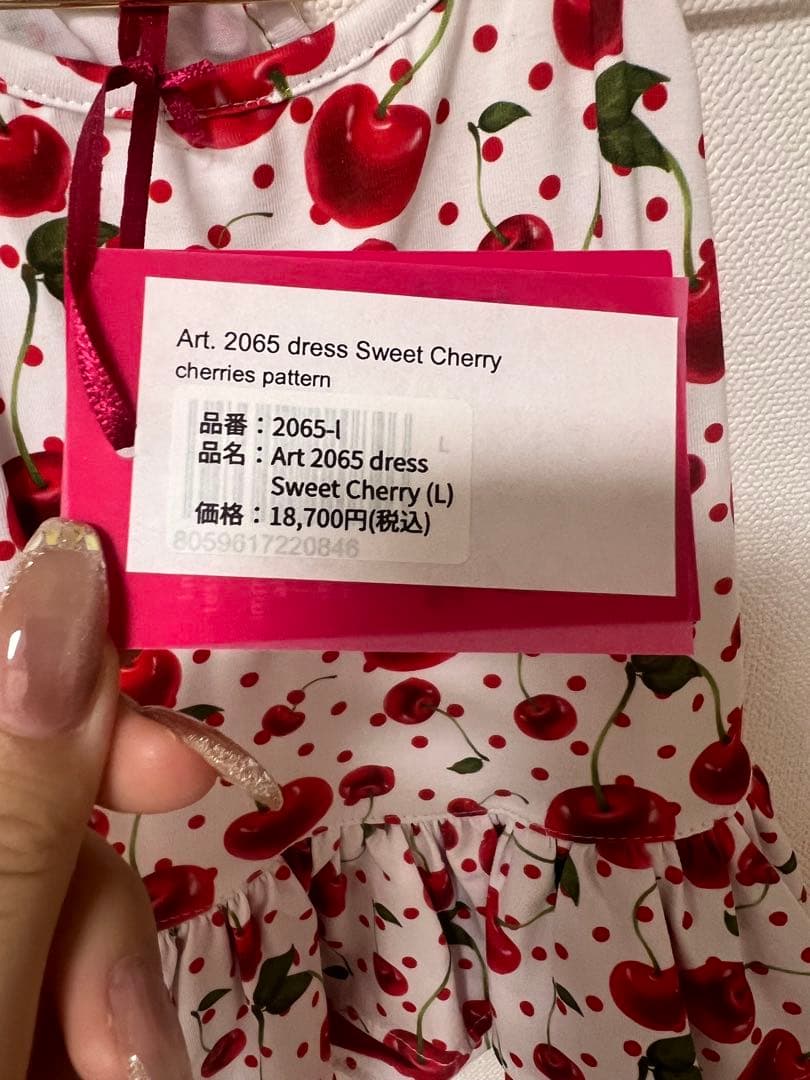 Art. 2065 dress Sweet Cherry
cherries pattern
L
品番：2065-l
品名：Art 2065 dress
Sweet Cherry (L)
価格：18,700円(税込)
8059617220846